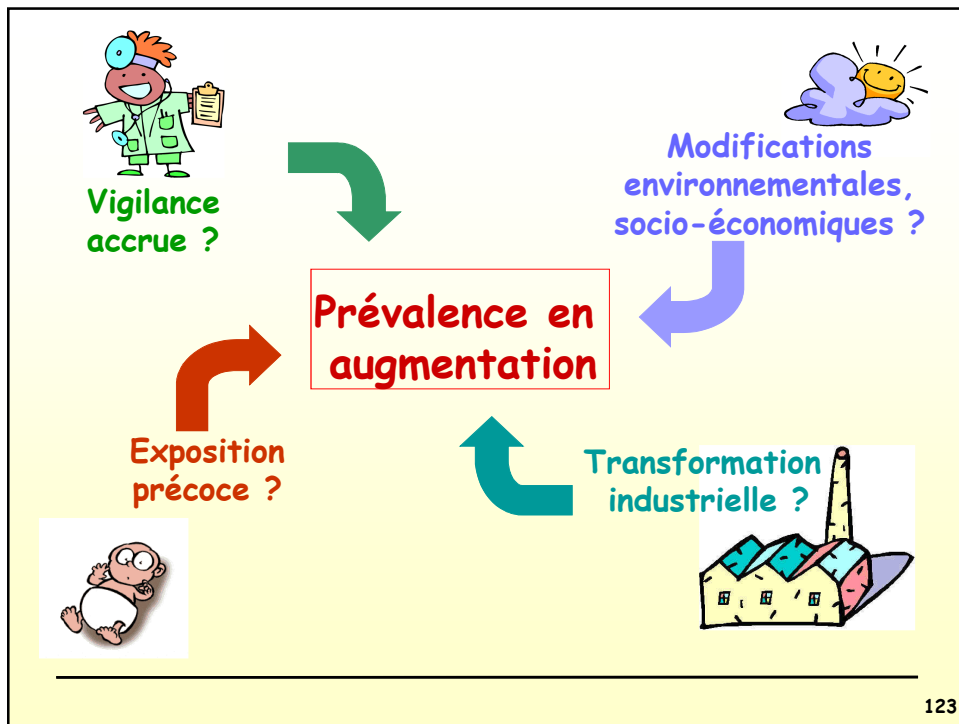 Vigilance
accrue ?
Modifications
environnementales,
socio-économiques ?
Prévalence en
augmentation
Exposition
précoce ?
Transformation
industrielle ?
123